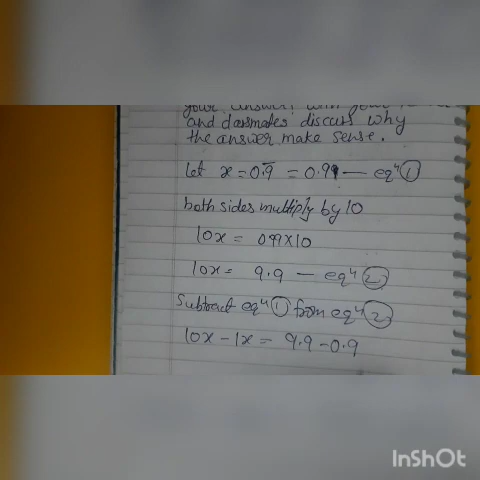 and classmates discuss why
the answer make sense.
let x = 0.9̅ = 0.99 — eqⁿ ①
both sides multiply by 10
10x = 0.99×10
10x = 9.9 — eqⁿ ②
Subtract eqⁿ ① from eqⁿ ②
10x - 1x = 9.9 - 0.9
InShOt